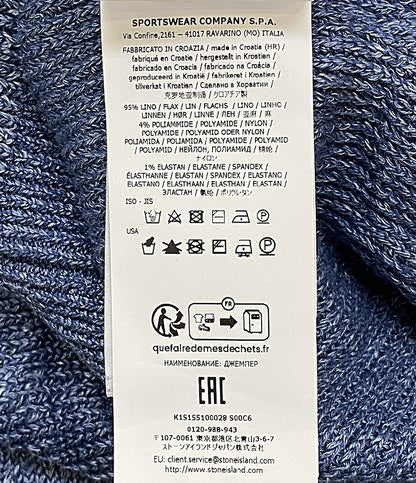 SPORTSWEAR COMPANY S.P.A.
Via Confine,2161 – 41017 RAVARINO (MO) ITALIA
FABBRICATO IN CROAZIA / made in Croatia (HR) /
fabriqué en Croatie / hergestellt in Kroatien /
fabricado en Croacia / fabricado na Croácia /
geproduceerd in Kroatië / fabrikeret i Kroatien /
tilverkat i Kroatien / Сделано в Хорватии /
克罗地亚制造 / クロアチア製
95% LINO / FLAX / LIN / FLACHS / LINO / LINHO /
LINNEN / HØR / LINNE / ЛЕН / 亚麻 / 麻
4% POLIAMMIDE / POLYAMIDE / NYLON /
POLYAMIDE / POLYAMID ODER NYLON /
POLIAMIDA / POLIAMIDA / POLYAMIDE / POLYAMID
/ POLYAMID / НЕЙЛОН, ПОЛИАМИД / 锦纶 /
ナイロン
1% ELASTAN / ELASTANE / SPANDEX /
ÉLASTHANNE / ELASTAN / SPANDEX / ELASTANO /
ELASTANO / ELASTHAAN / ELASTHAN / ELASTAN /
ЭЛАСТАН / 氨纶 / ポリウレタン
ISO - JIS
USA
FR
quefairedemesdechets.fr
НАИМЕНОВАНИЕ: ДЖЕМПЕР
EAC
K1S155100028 S00C6
0120-988-943
〒107-0061 東京都港区北青山3-6-7
ストーンアイランドジャパン株式会社
EU: client.service@stoneisland.com
http://www.stoneisland.com